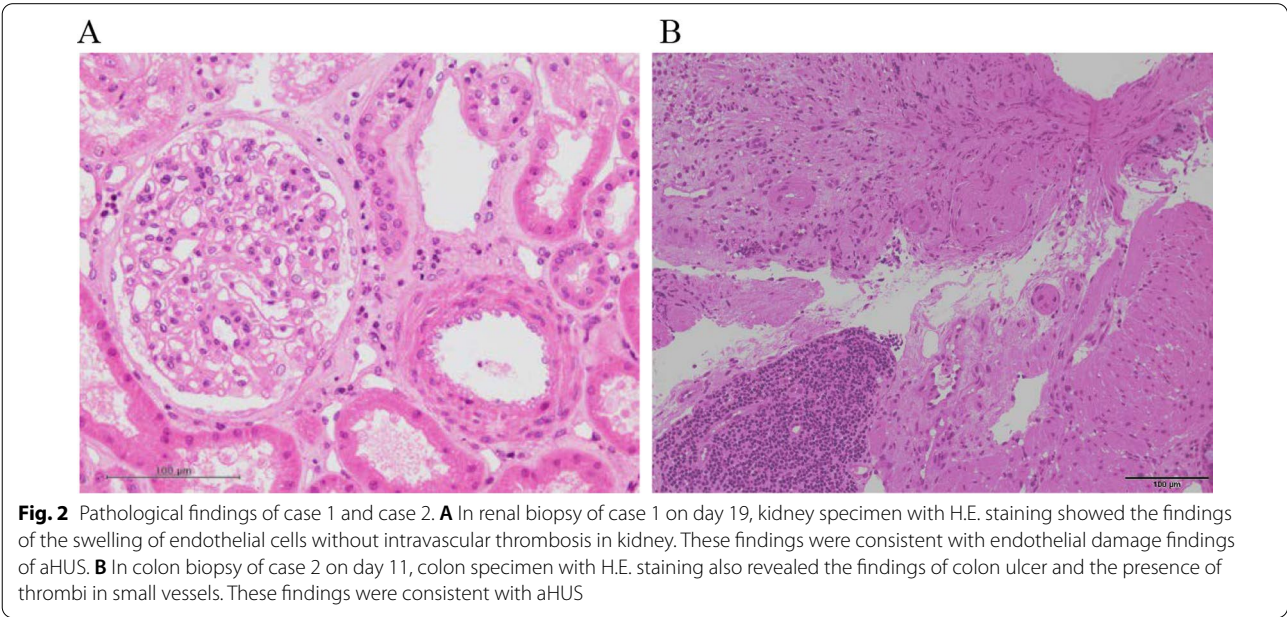 A
B
100 µm
100 µm
Fig. 2 Pathological findings of case 1 and case 2. A In renal biopsy of case 1 on day 19, kidney specimen with H.E. staining showed the findings
of the swelling of endothelial cells without intravascular thrombosis in kidney. These findings were consistent with endothelial damage findings
of aHUS. B In colon biopsy of case 2 on day 11, colon specimen with H.E. staining also revealed the findings of colon ulcer and the presence of
thrombi in small vessels. These findings were consistent with aHUS